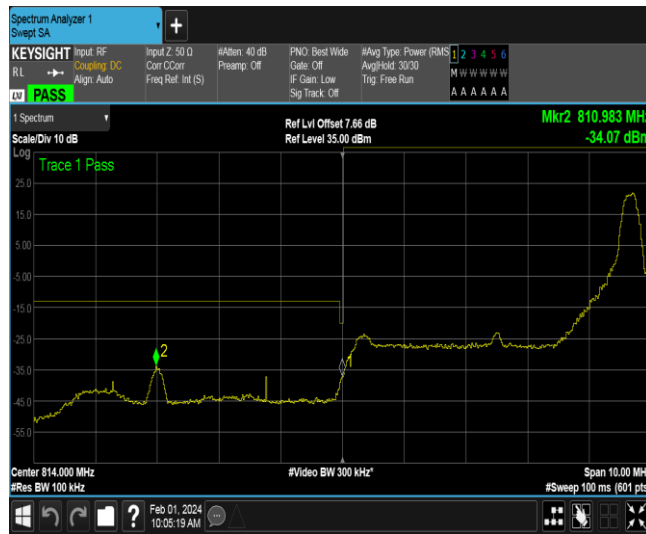 Spectrum Analyzer 1
Swept SA
+
KEYSIGHT
RL
LXI PASS
Input: RF
Coupling: DC
Align: Auto
Input Z: 50 Ω
Corr CCorr
Freq Ref: Int (S)
#Atten: 40 dB
Preamp: Off
PNO: Best Wide
Gate: Off
IF Gain: Low
Sig Track: Off
#Avg Type: Power (RMS
Avg|Hold: 30/30
Trig: Free Run
1 2 3 4 5 6
M W W W W W
A A A A A A
1 Spectrum
Scale/Div 10 dB
Ref Lvl Offset 7.66 dB
Ref Level 35.00 dBm
Mkr2 810.983 MHz
-34.07 dBm
Log
Trace 1 Pass
25.0
15.0
5.00
-5.00
-15.0
-25.0
-35.0
-45.0
-55.0
2
1
Center 814.000 MHz
#Res BW 100 kHz
#Video BW 300 kHz*
Span 10.00 MH
#Sweep 100 ms (601 pts
?
Feb 01, 2024
10:05:19 AM